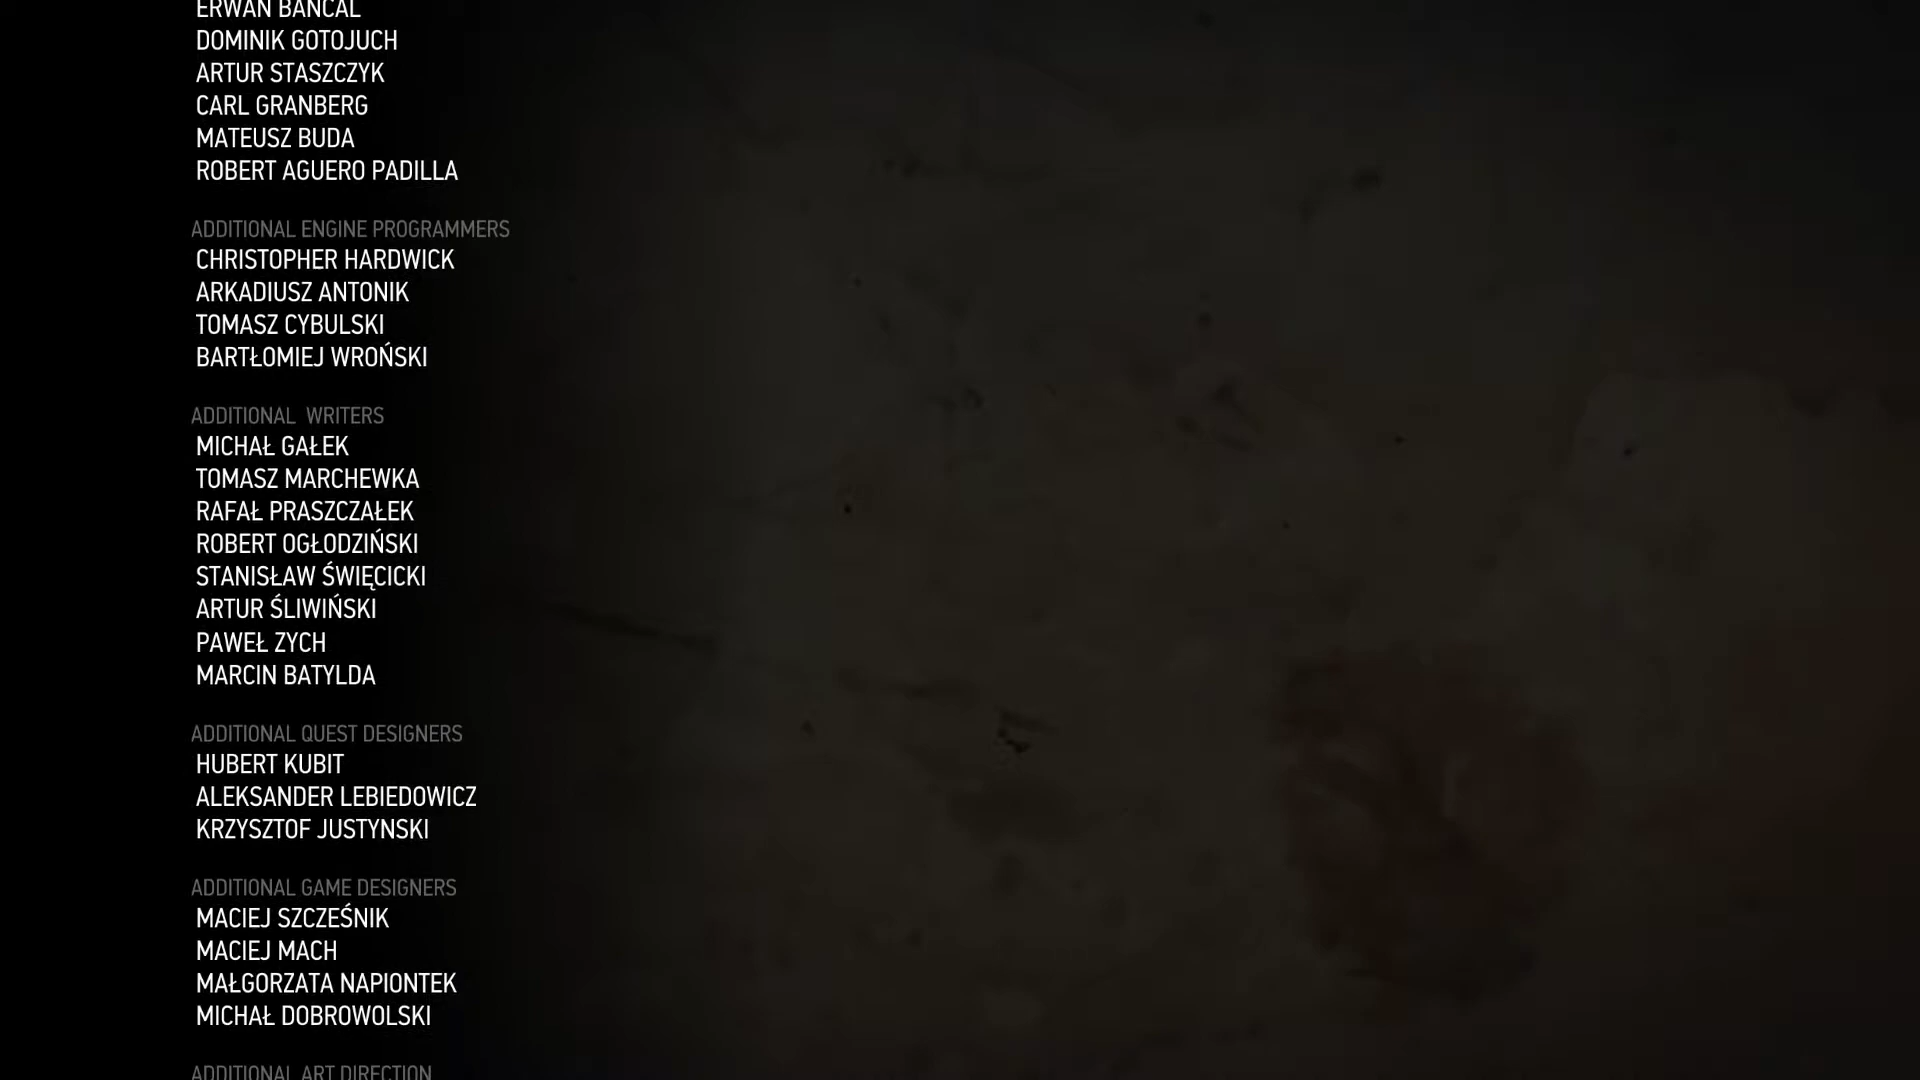 ERWAN BANCAL
DOMINIK GOTOJUCH
ARTUR STASZCZYK
CARL GRANBERG
MATEUSZ BUDA
ROBERT AGUERO PADILLA
ADDITIONAL ENGINE PROGRAMMERS
CHRISTOPHER HARDWICK
ARKADIUSZ ANTONIK
TOMASZ CYBULSKI
BARTŁOMIEJ WROŃSKI
ADDITIONAL WRITERS
MICHAŁ GAŁEK
TOMASZ MARCHEWKA
RAFAŁ PRASZCZAŁEK
ROBERT OGŁODZIŃSKI
STANISŁAW ŚWIĘCICKI
ARTUR ŚLIWIŃSKI
PAWEŁ ZYCH
MARCIN BATYLDA
ADDITIONAL QUEST DESIGNERS
HUBERT KUBIT
ALEKSANDER LEBIEDOWICZ
KRZYSZTOF JUSTYNSKI
ADDITIONAL GAME DESIGNERS
MACIEJ SZCZEŚNIK
MACIEJ MACH
MAŁGORZATA NAPIONTEK
MICHAŁ DOBROWOLSKI
ADDITIONAL ART DIRECTION